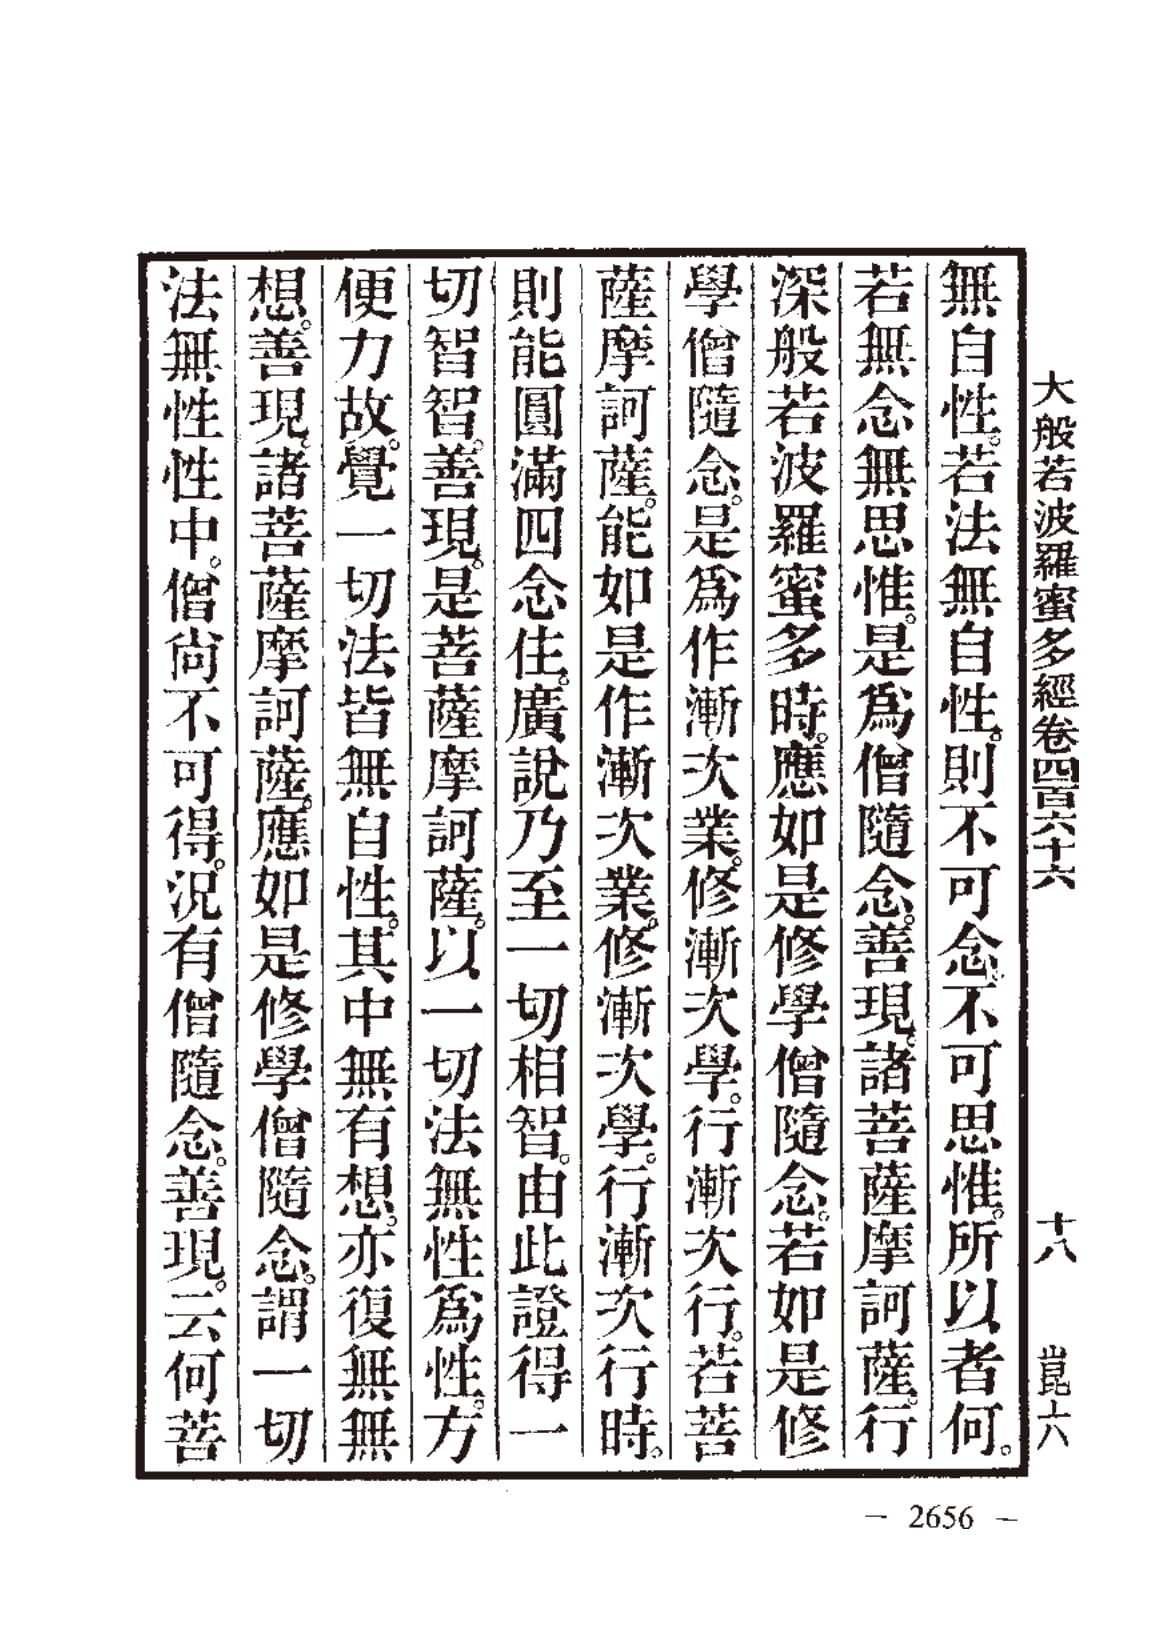 大般若波羅蜜多經卷四百六十六 十八 崑六
無自性。若法無自性。則不可念。不可思惟。所以者何。
若無念無思惟。是爲僧隨念。善現。諸菩薩摩訶薩。行
深般若波羅蜜多時。應如是修學僧隨念。若如是修
學僧隨念。是爲作漸次業。修漸次學。行漸次行。若菩
薩摩訶薩。能如是作漸次業。修漸次學。行漸次行時。
則能圓滿四念住。廣說乃至一切相智。由此證得一
切智智。善現。是菩薩摩訶薩。以一切法無性爲性。方
便力故。覺一切法皆無自性。其中無有想。亦復無無
想。善現。諸菩薩摩訶薩。應如是修學僧隨念。謂一切
法無性性中。僧尚不可得。況有僧隨念。善現。云何菩
— 2656 —